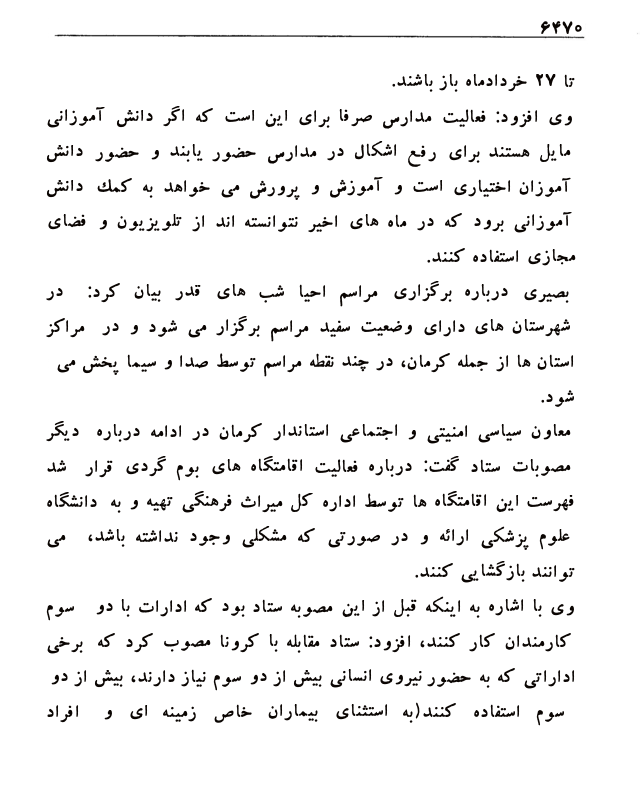 ۶۴۷۰
تا ۲۷ خردادماه باز باشند.
وی افزود: فعالیت مدارس صرفا برای این است که اگر دانش آموزانی
مایل هستند برای رفع اشکال در مدارس حضور یابند و حضور دانش
آموزان اختیاری است و آموزش و پرورش می خواهد به کمك دانش
آموزانی برود که در ماه های اخیر نتوانسته اند از تلویزیون و فضای
مجازی استفاده کنند.
بصیری درباره برگزاری مراسم احیا شب های قدر بیان کرد: در
شهرستان های دارای وضعیت سفید مراسم برگزار می شود و در مراکز
استان ها از جمله کرمان، در چند نقطه مراسم توسط صدا و سیما پخش می
شود.
معاون سیاسی امنیتی و اجتماعی استاندار کرمان در ادامه درباره دیگر
مصوبات ستاد گفت: درباره فعالیت اقامتگاه های بوم گردی قرار شد
فهرست این اقامتگاه ها توسط اداره کل میراث فرهنگی تهیه و به دانشگاه
علوم پزشکی ارائه و در صورتی که مشکلی وجود نداشته باشد، می
توانند بازگشایی کنند.
وی با اشاره به اینکه قبل از این مصوبه ستاد بود که ادارات با دو سوم
کارمندان کار کنند، افزود: ستاد مقابله با کرونا مصوب کرد که برخی
اداراتی که به حضور نیروی انسانی بیش از دو سوم نیاز دارند، بیش از دو
سوم استفاده کنند(به استثنای بیماران خاص زمینه ای و افراد